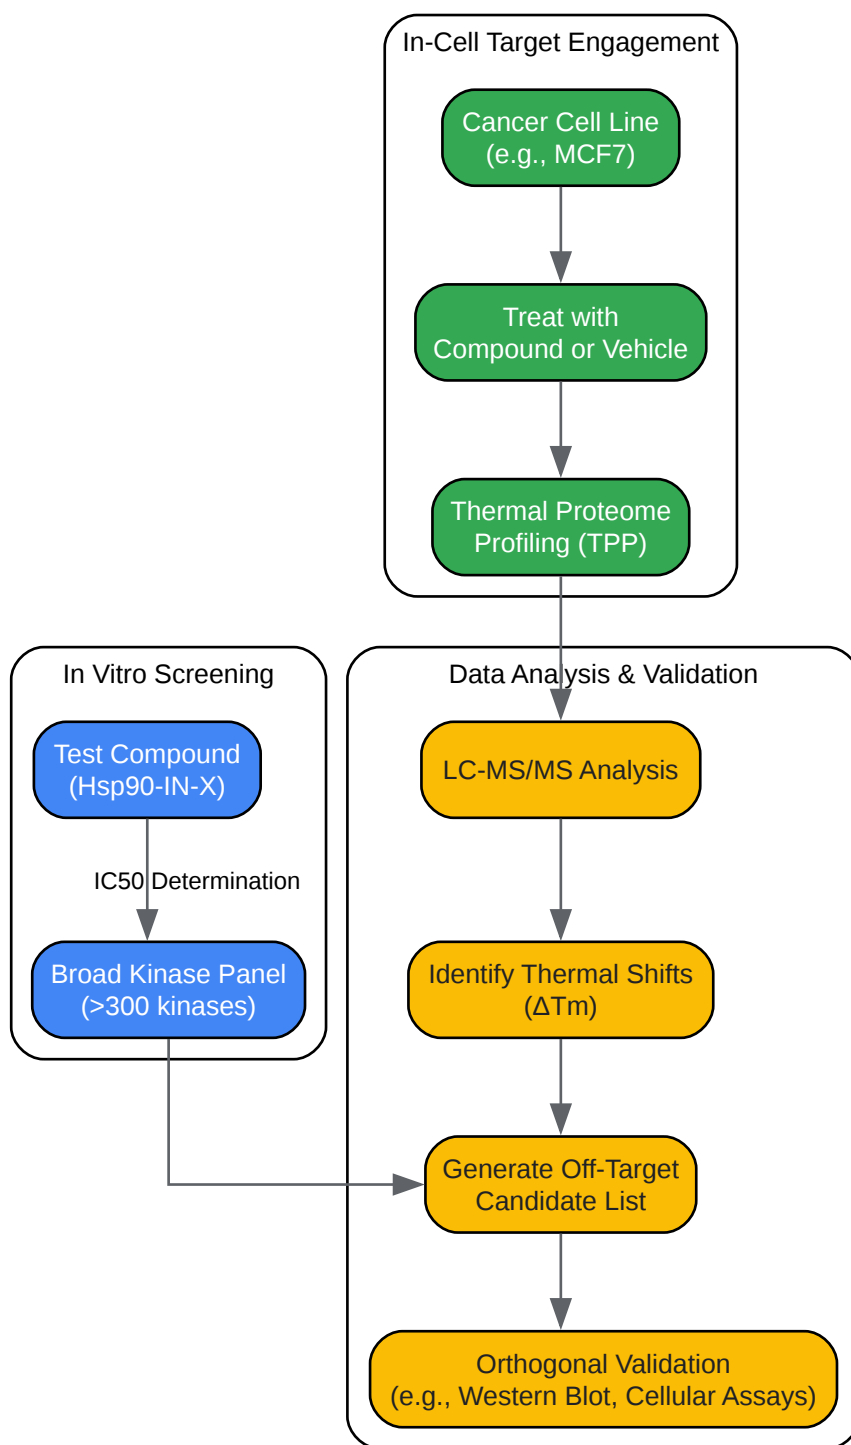 In-Cell Target Engagement
Cancer Cell Line
(e.g., MCF7)
Treat with
Compound or Vehicle
Thermal Proteome
Profiling (TPP)
In Vitro Screening
Test Compound
(Hsp90-IN-X)
IC50 Determination
Broad Kinase Panel
(>300 kinases)
Data Analysis & Validation
LC-MS/MS Analysis
Identify Thermal Shifts
(ΔTm)
Generate Off-Target
Candidate List
Orthogonal Validation
(e.g., Western Blot, Cellular Assays)